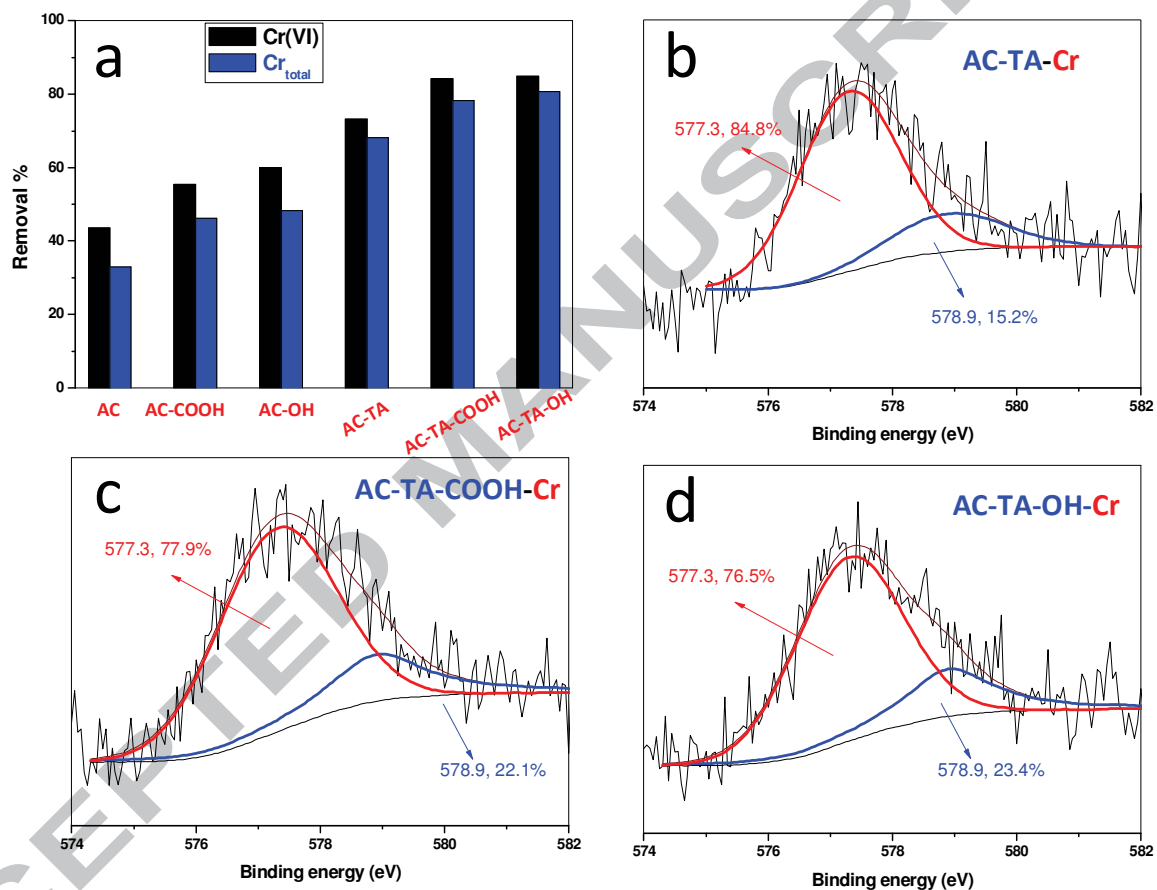 a
Cr(VI)
Cr total
Removal %
100
80
60
40
20
0
AC
AC-COOH
AC-OH
AC-TA
AC-TA-COOH
AC-TA-OH
b
AC-TA-Cr
577.3, 84.8%
578.9, 15.2%
574 576 578 580 582
Binding energy (eV)
c
AC-TA-COOH-Cr
577.3, 77.9%
578.9, 22.1%
574 576 578 580 582
Binding energy (eV)
d
AC-TA-OH-Cr
577.3, 76.5%
578.9, 23.4%
574 576 578 580 582
Binding energy (eV)
CEPTED MANUSCRI